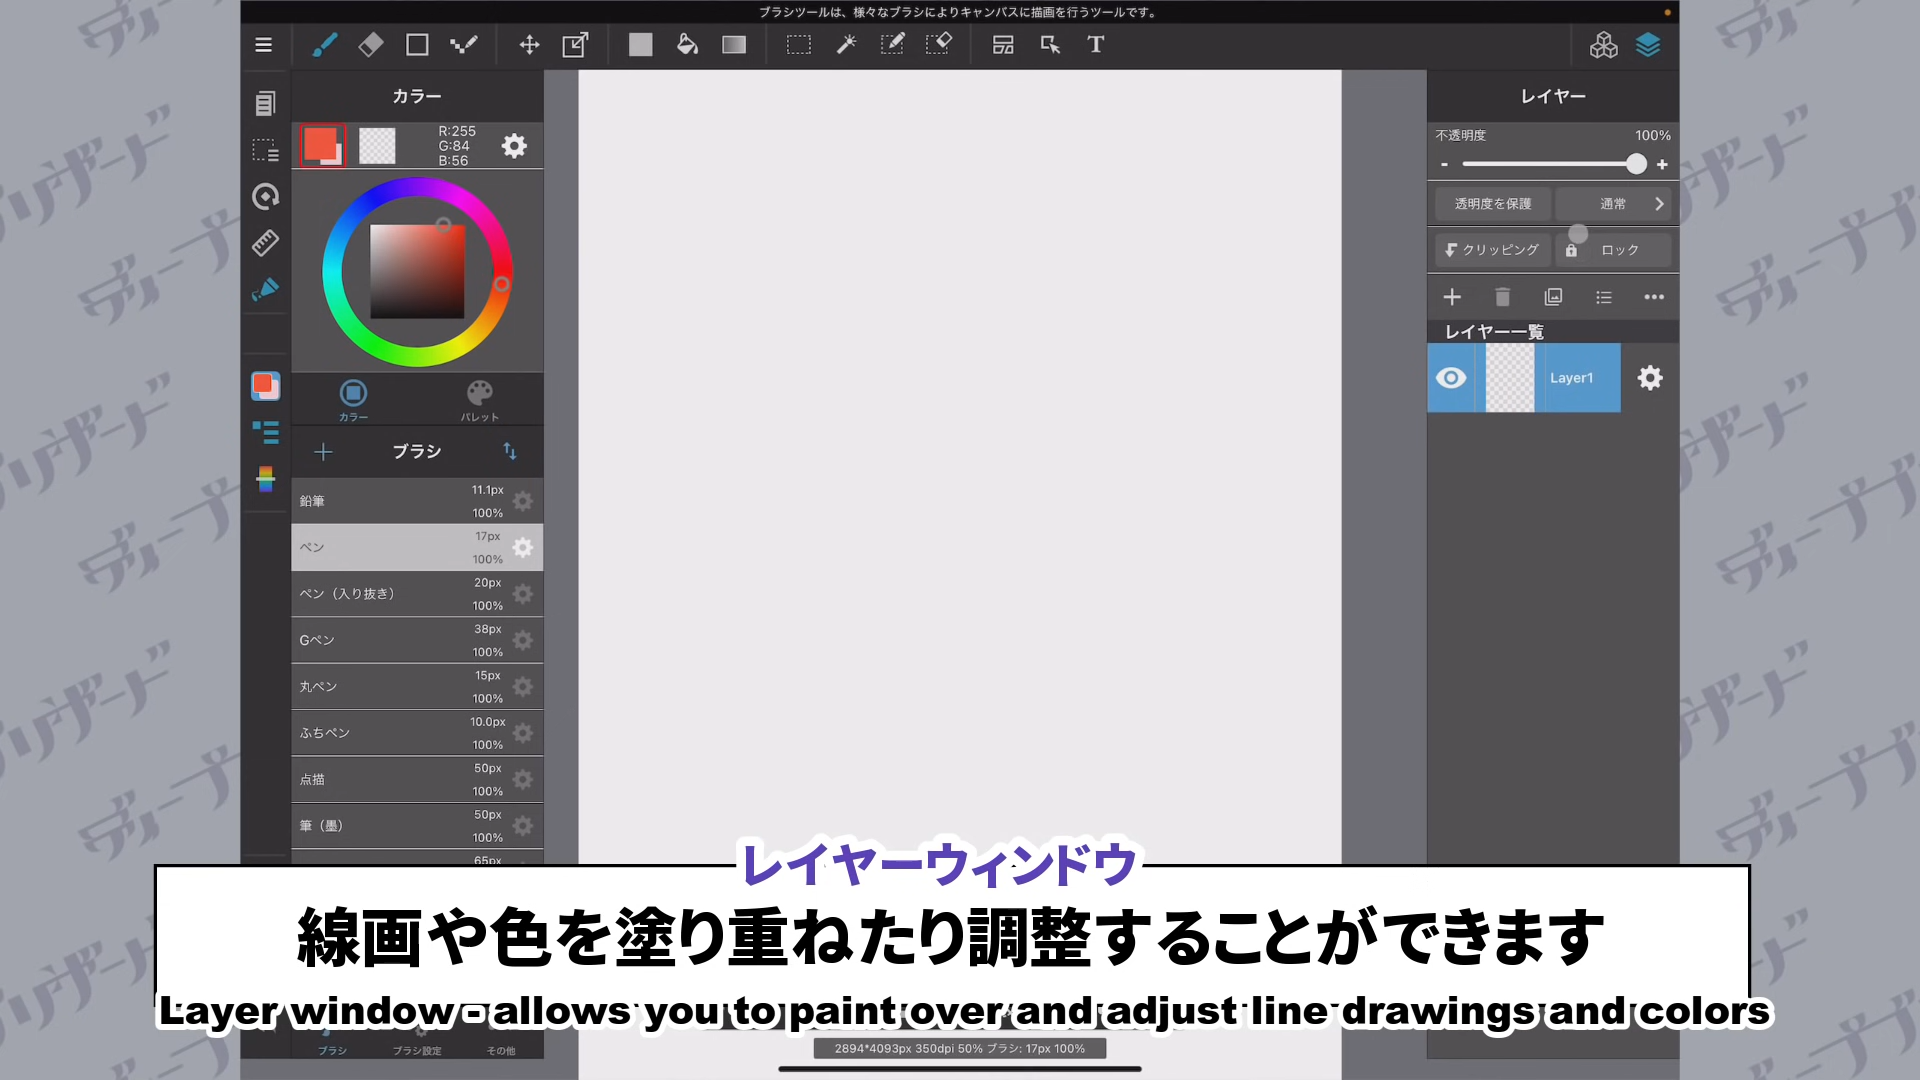 ブラシツールは、様々なブラシによりキャンバスに描画を行うツールです。
カラー
R:255
G:84
B:56
カラー
パレット
ブラシ
鉛筆
11.1px
100%
ペン
17px
100%
ペン（入り抜き）
20px
100%
Gペン
38px
100%
丸ペン
15px
100%
ふちペン
10.0px
100%
点描
50px
100%
筆（墨）
50px
100%
65px
レイヤー
不透明度
100%
- +
透明度を保護
通常
クリッピング
ロック
レイヤー一覧
Layer1
レイヤーウィンドウ
線画や色を塗り重ねたり調整することができます
Layer window - allows you to paint over and adjust line drawings and colors
ブラシ
ブラシ設定
その他
2894*4093px 350dpi 50% ブラシ: 17px 100%